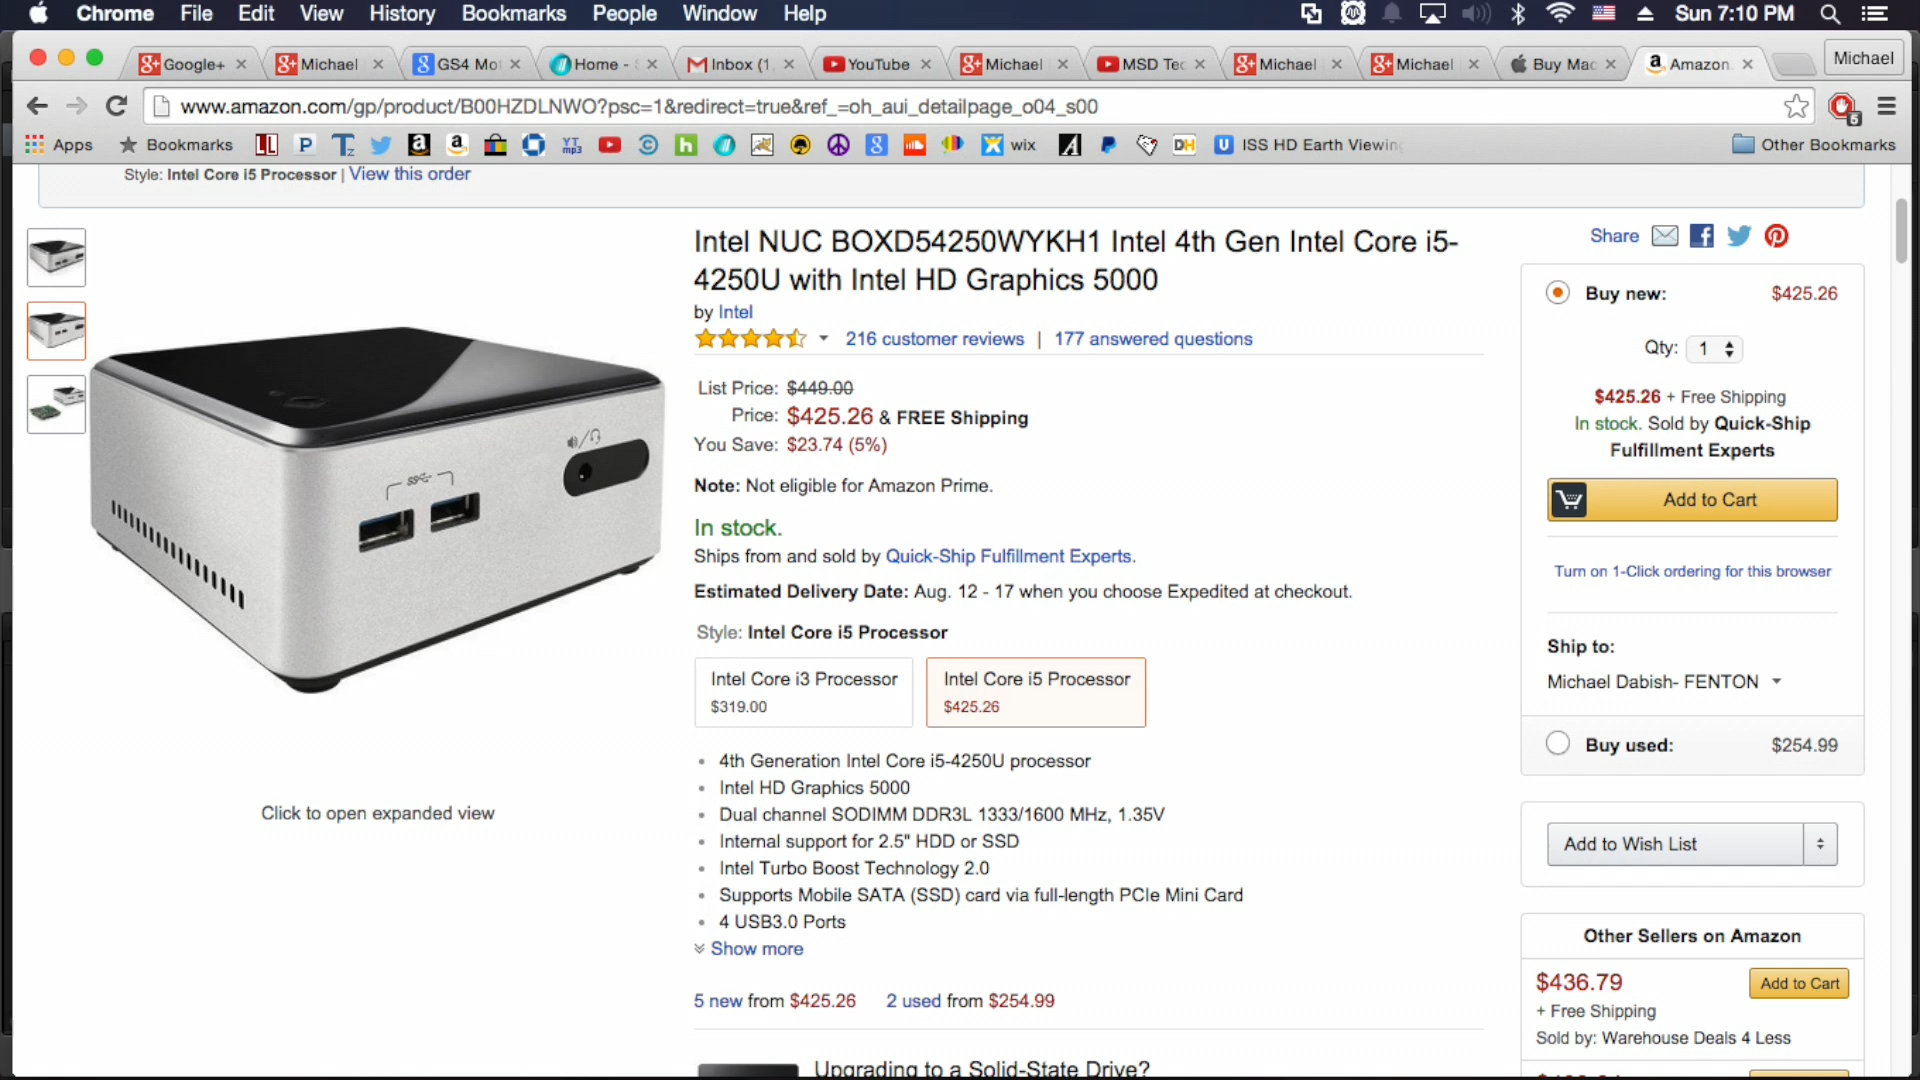 Chrome File Edit View History Bookmarks People Window Help
Sun 7:10 PM
Google+
Michael
GS4 Mo
Home -
Inbox (1
YouTube
Michael
MSD Tec
Michael
Michael
Buy Mac
Amazon.
Michael
www.amazon.com/gp/product/B00HZDLNWO?psc=1&redirect=true&ref_=oh_aui_detailpage_o04_s00
5
Apps
Bookmarks
YT mp3
wix
DH
ISS HD Earth Viewing
Other Bookmarks
Style: Intel Core i5 Processor | View this order
Intel NUC BOXD54250WYKH1 Intel 4th Gen Intel Core i5-
4250U with Intel HD Graphics 5000
by Intel
216 customer reviews | 177 answered questions
List Price: $449.00
Price: $425.26 & FREE Shipping
You Save: $23.74 (5%)
Note: Not eligible for Amazon Prime.
In stock.
Ships from and sold by Quick-Ship Fulfillment Experts.
Estimated Delivery Date: Aug. 12 - 17 when you choose Expedited at checkout.
Style: Intel Core i5 Processor
Intel Core i3 Processor
$319.00
Intel Core i5 Processor
$425.26
4th Generation Intel Core i5-4250U processor
Intel HD Graphics 5000
Dual channel SODIMM DDR3L 1333/1600 MHz, 1.35V
Internal support for 2.5" HDD or SSD
Intel Turbo Boost Technology 2.0
Supports Mobile SATA (SSD) card via full-length PCIe Mini Card
4 USB3.0 Ports
Show more
5 new from $425.26 2 used from $254.99
Upgrading to a Solid-State Drive?
Click to open expanded view
Share
Buy new: $425.26
Qty: 1
$425.26 + Free Shipping
In stock. Sold by Quick-Ship
Fulfillment Experts
Add to Cart
Turn on 1-Click ordering for this browser
Ship to:
Michael Dabish- FENTON
Buy used: $254.99
Add to Wish List
Other Sellers on Amazon
$436.79
Add to Cart
+ Free Shipping
Sold by: Warehouse Deals 4 Less